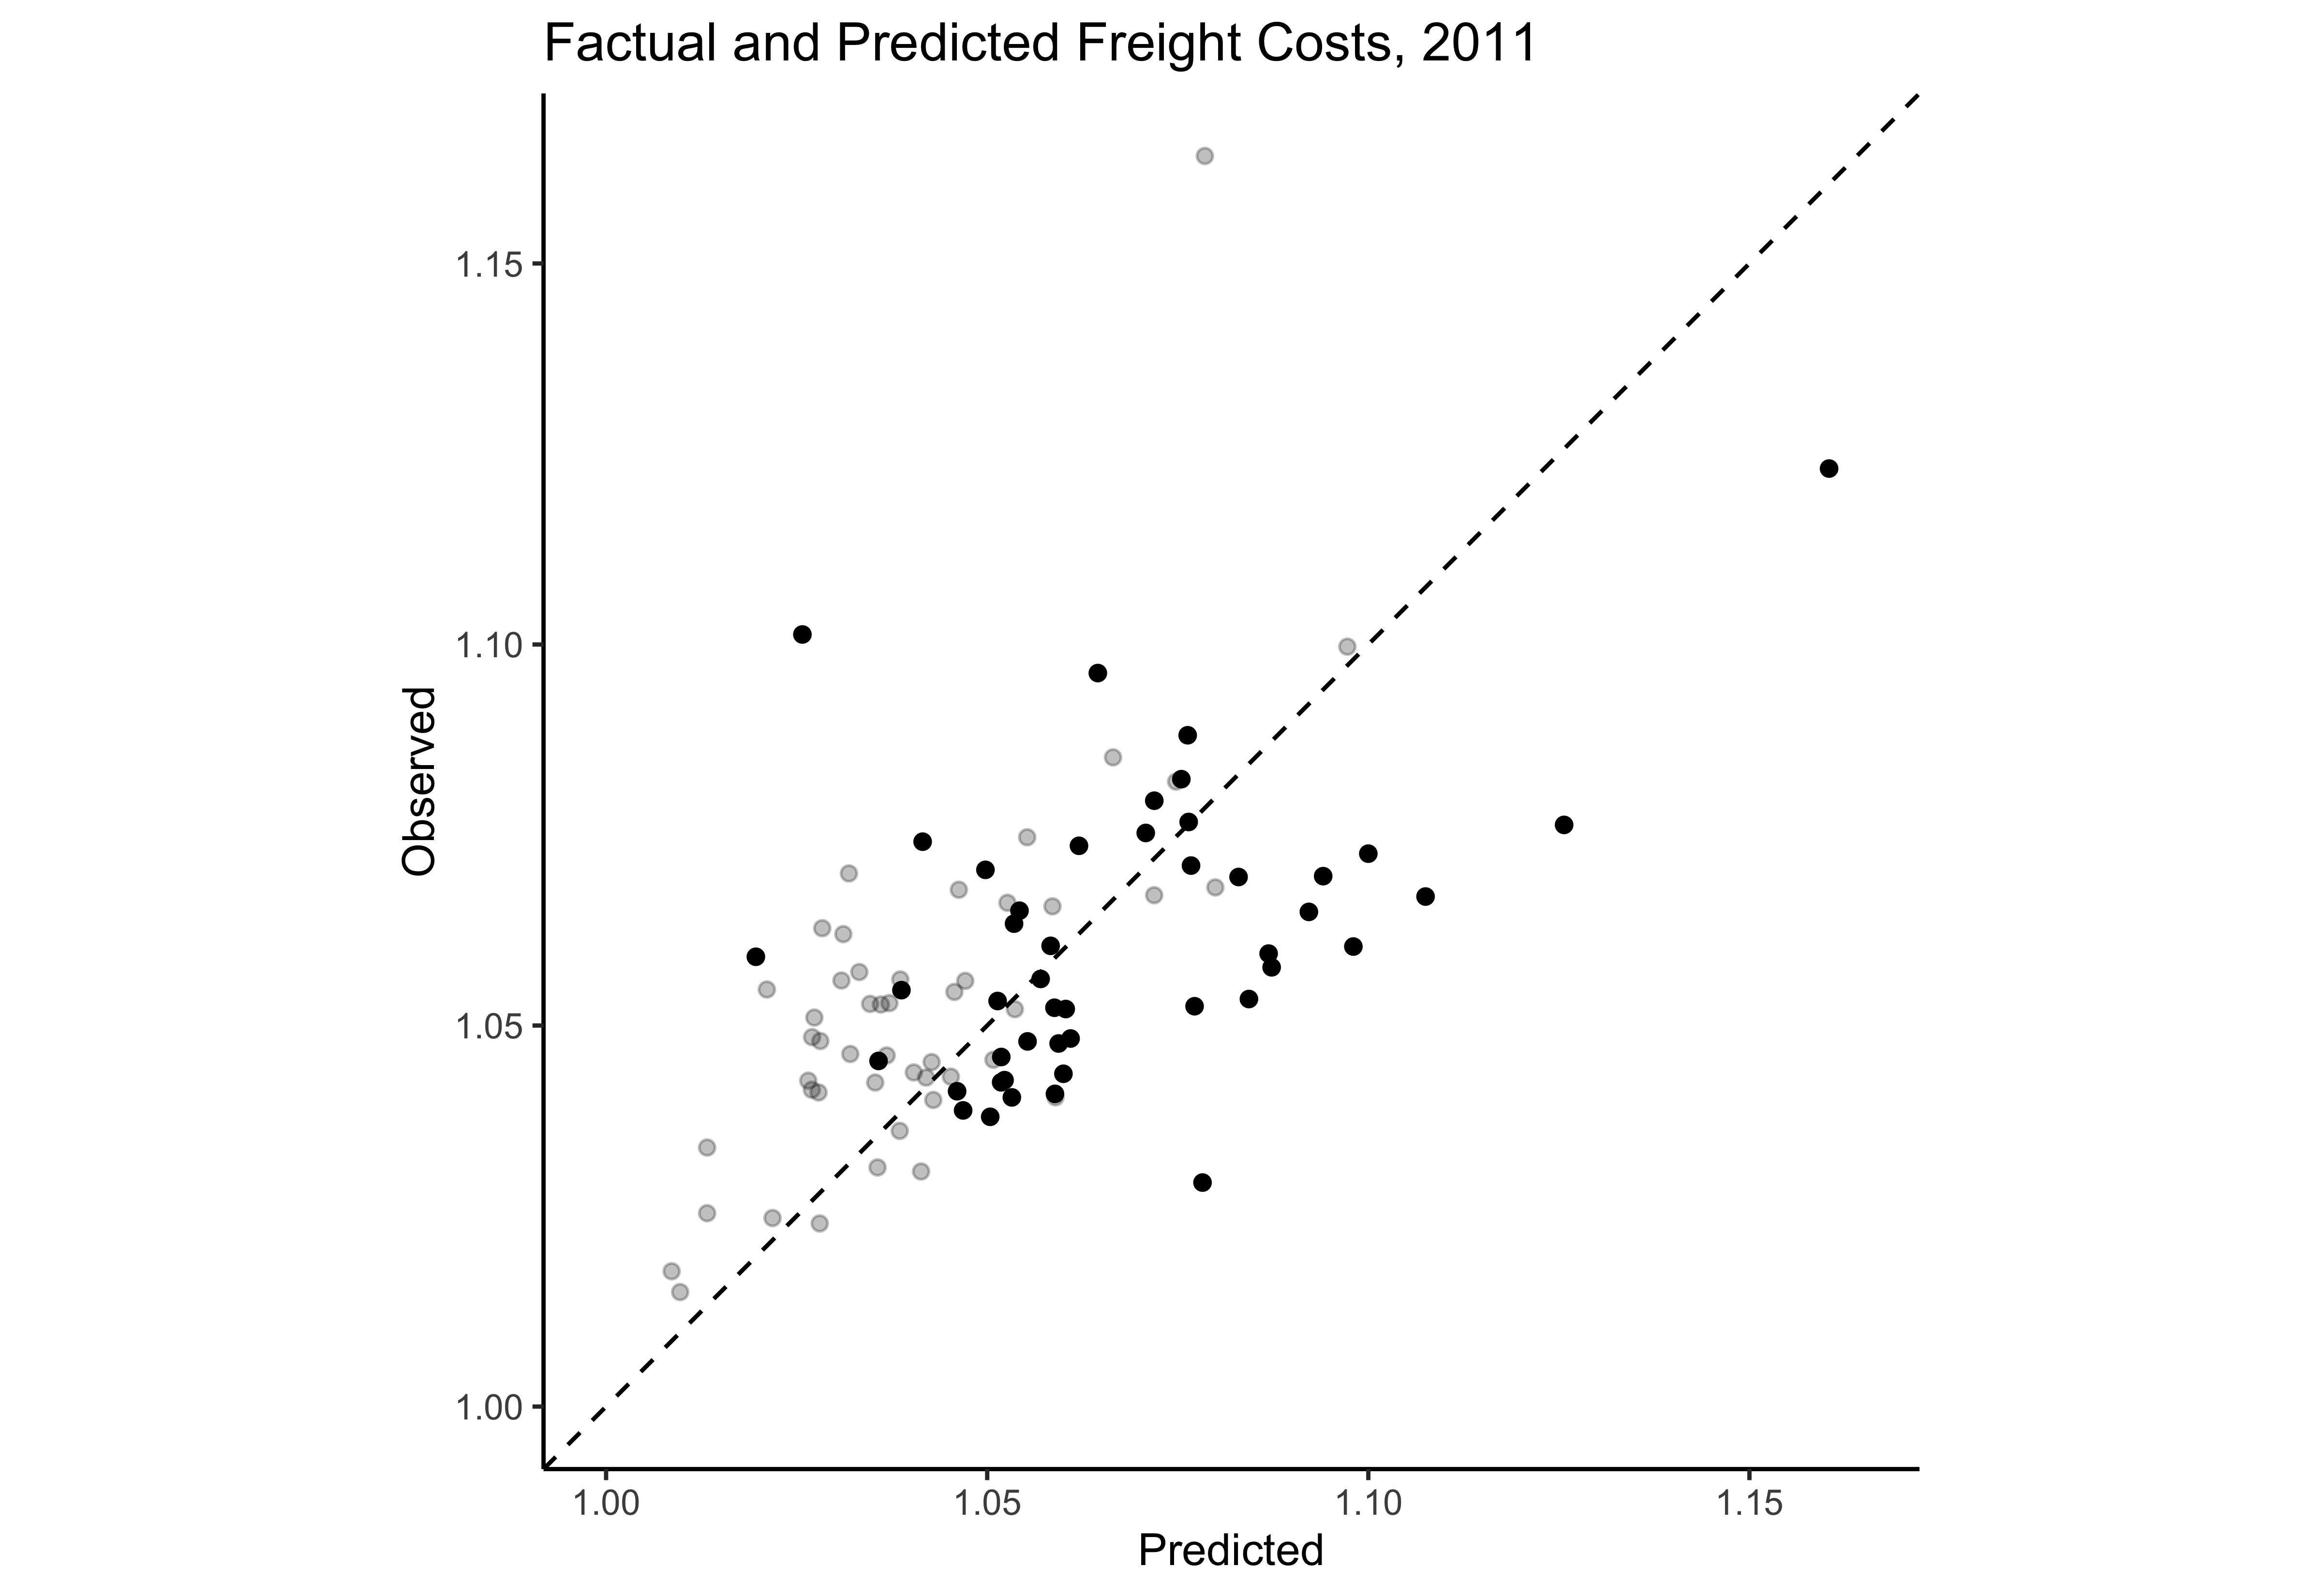 Factual and Predicted Freight Costs, 2011
1.15
1.10
1.05
1.00
Observed
1.00 1.05 1.10 1.15
Predicted